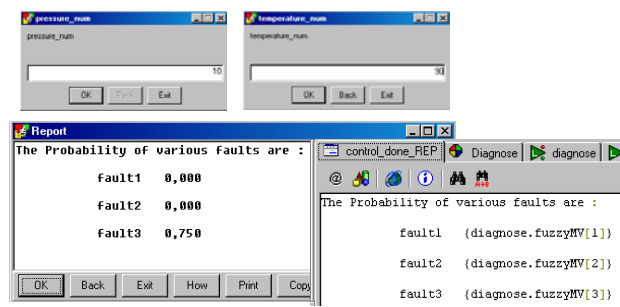 pressure_num
pressure_num
10
OK Back Exit
temperature_num
temperature_num
90
OK Back Exit
Report
The Probability of various faults are :
fault1 0,000
fault2 0,000
fault3 0,750
OK Back Exit How Print Copy
control_done_REP Diagnose diagnose
@
The Probability of various faults are :
fault1 {diagnose.fuzzyMV[1]}
fault2 {diagnose.fuzzyMV[2]}
fault3 {diagnose.fuzzyMV[3]}